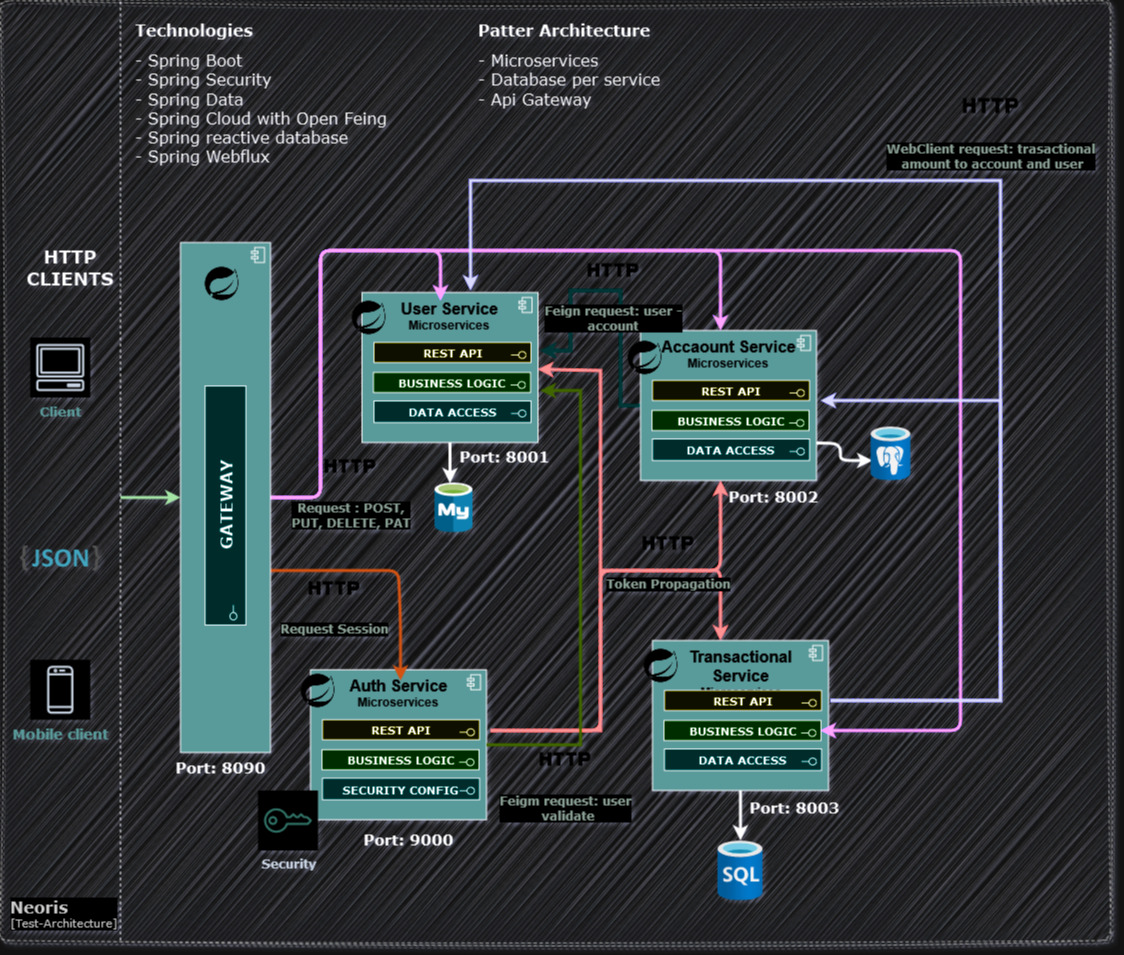 Technologies
- Spring Boot
- Spring Security
- Spring Data
- Spring Cloud with Open Feing
- Spring reactive database
- Spring Webflux
Patter Architecture
- Microservices
- Database per service
- Api Gateway
HTTP
WebClient request: trasactional
amount to account and user
HTTP
CLIENTS
Client
{JSON}
Mobile client
GATEWAY
Port: 8090
HTTP
Request : POST,
PUT, DELETE, PAT
HTTP
Request Session
User Service
Microservices
REST API
BUSINESS LOGIC
DATA ACCESS
Port: 8001
My
HTTP
Feign request: user -
account
Accaount Service
Microservices
REST API
BUSINESS LOGIC
DATA ACCESS
Port: 8002
HTTP
Token Propagation
Auth Service
Microservices
REST API
BUSINESS LOGIC
SECURITY CONFIG
Port: 9000
Security
HTTP
Feigm request: user
validate
Transactional
Service
Microservices
REST API
BUSINESS LOGIC
DATA ACCESS
Port: 8003
SQL
Neoris
[Test-Architecture]